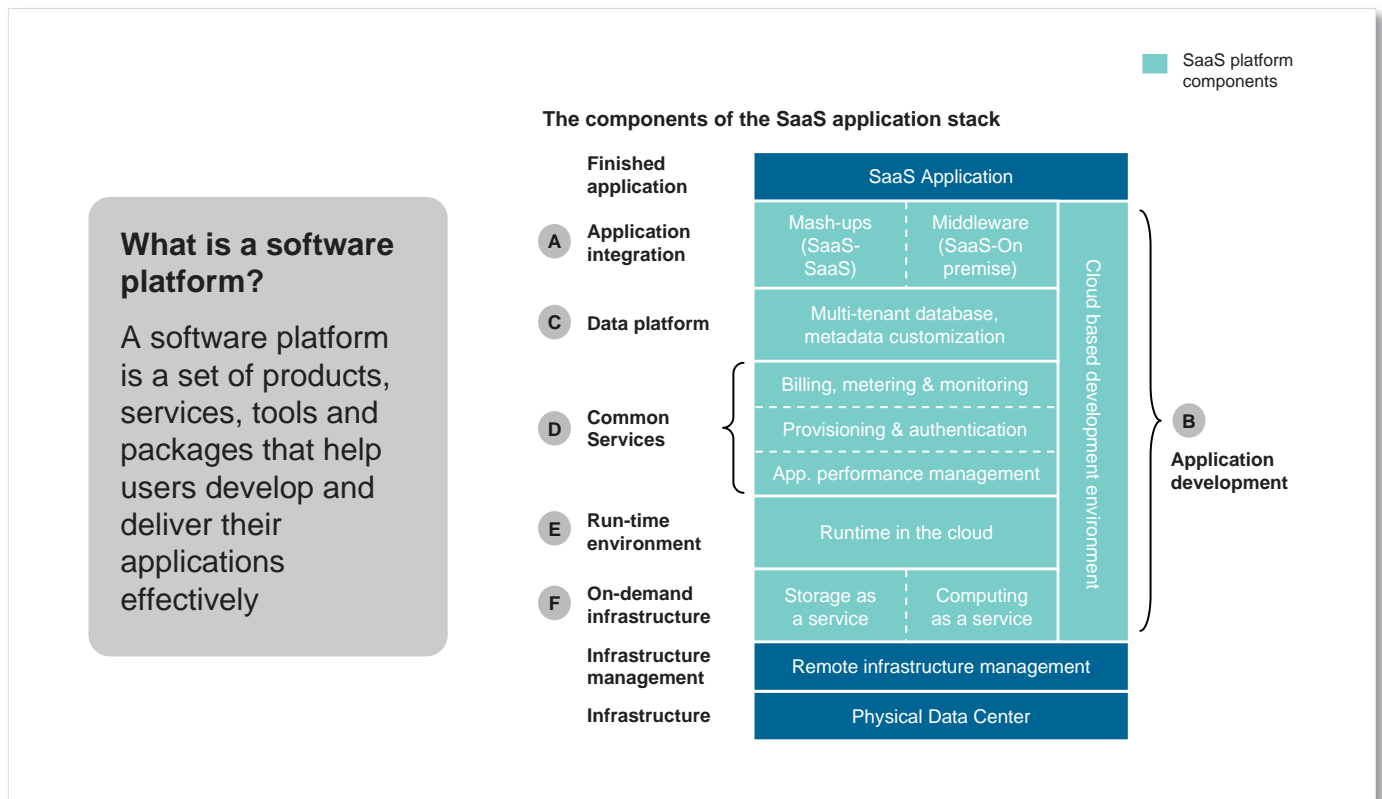 SaaS platform
components
The components of the SaaS application stack
What is a software
platform?
A software platform
is a set of products,
services, tools and
packages that help
users develop and
deliver their
applications
effectively
Finished
application
SaaS Application
A
Application
integration
Mash-ups
(SaaS-
SaaS)
Middleware
(SaaS-On
premise)
C
Data platform
Multi-tenant database,
metadata customization
D
Common
Services
Billing, metering & monitoring
Provisioning & authentication
App. performance management
E
Run-time
environment
Runtime in the cloud
F
On-demand
infrastructure
Storage as
a service
Computing
as a service
Cloud based development environment
B
Application
development
Infrastructure
management
Remote infrastructure management
Infrastructure
Physical Data Center